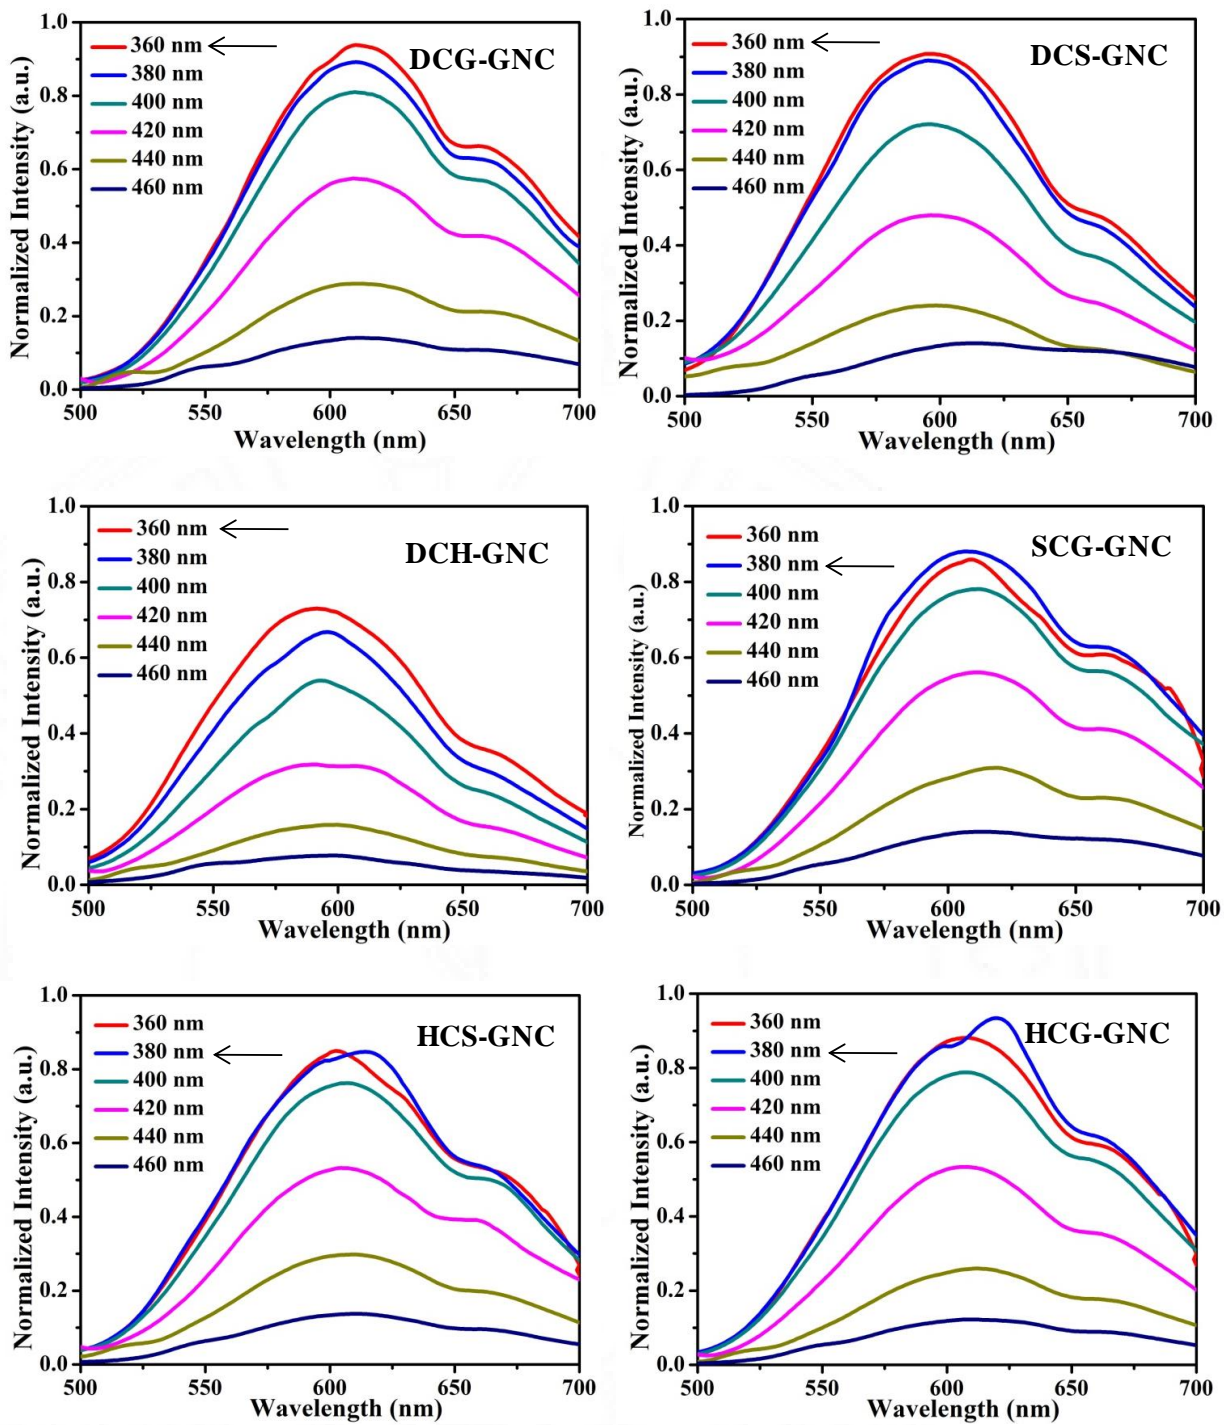 DCG-GNC
360 nm
380 nm
400 nm
420 nm
440 nm
460 nm
Normalized Intensity (a.u.)
1.0
0.8
0.6
0.4
0.2
0.0
500 550 600 650 700
Wavelength (nm)
DCS-GNC
360 nm
380 nm
400 nm
420 nm
440 nm
460 nm
Normalized Intensity (a.u.)
1.0
0.8
0.6
0.4
0.2
0.0
500 550 600 650 700
Wavelength (nm)
DCH-GNC
360 nm
380 nm
400 nm
420 nm
440 nm
460 nm
Normalized Intensity (a.u.)
1.0
0.8
0.6
0.4
0.2
0.0
500 550 600 650 700
Wavelength (nm)
SCG-GNC
360 nm
380 nm
400 nm
420 nm
440 nm
460 nm
Normalized Intensity (a.u.)
1.0
0.8
0.6
0.4
0.2
0.0
500 550 600 650 700
Wavelength (nm)
HCS-GNC
360 nm
380 nm
400 nm
420 nm
440 nm
460 nm
Normalized Intensity (a.u.)
1.0
0.8
0.6
0.4
0.2
0.0
500 550 600 650 700
Wavelength (nm)
HCG-GNC
360 nm
380 nm
400 nm
420 nm
440 nm
460 nm
Normalized Intensity (a.u.)
1.0
0.8
0.6
0.4
0.2
0.0
500 550 600 650 700
Wavelength (nm)